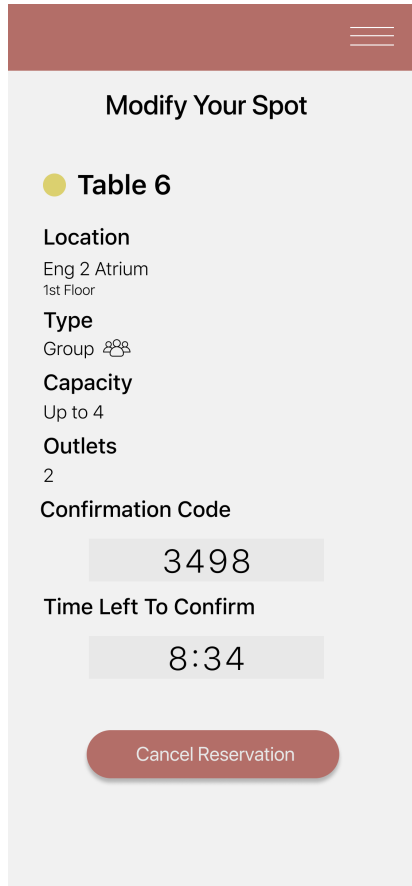 Modify Your Spot
Table 6
Location
Eng 2 Atrium
1st Floor
Type
Group
Capacity
Up to 4
Outlets
2
Confirmation Code
3498
Time Left To Confirm
8:34
Cancel Reservation